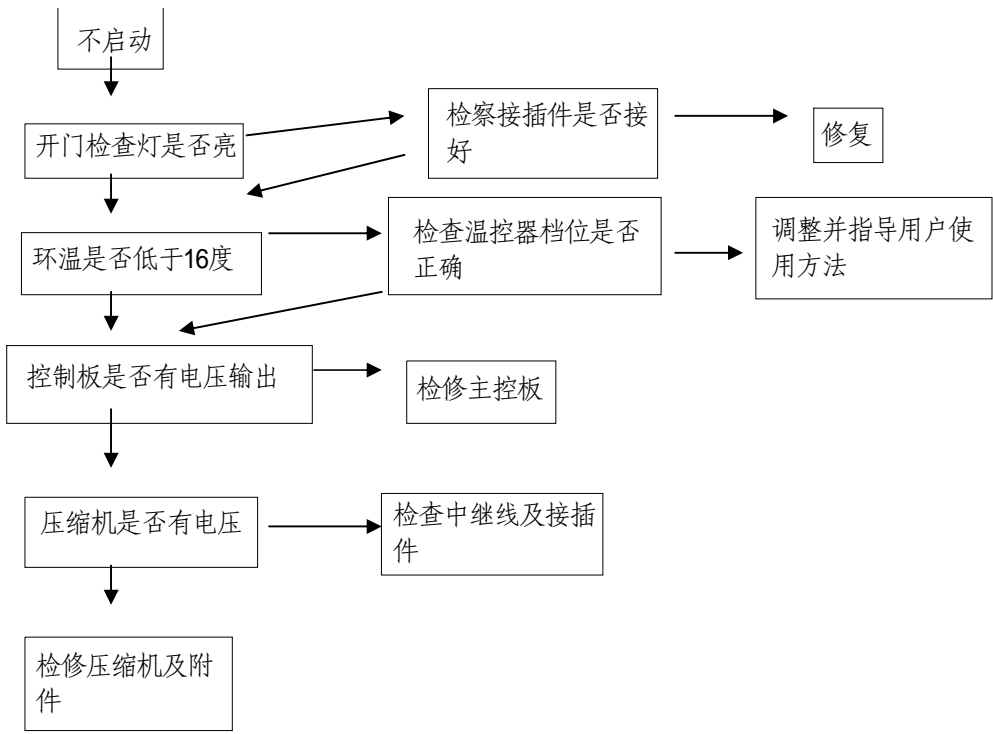 不启动
开门检查灯是否亮
检察接插件是否接
好
修复
环温是否低于16度
检查温控器档位是否
正确
调整并指导用户使
用方法
控制板是否有电压输出
检修主控板
压缩机是否有电压
检查中继线及接插
件
检修压缩机及附
件